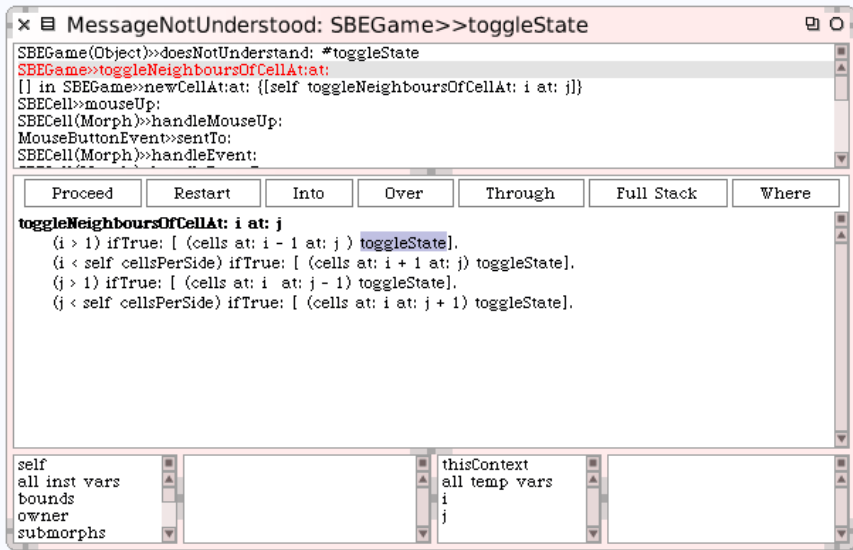 MessageNotUnderstood: SBEGame>>toggleState
SBEGame(Object)>>doesNotUnderstand: #toggleState
SBEGame>>toggleNeighboursOfCellAt:at:
[] in SBEGame>>newCellAt:at: {[self toggleNeighboursOfCellAt: i at: j]}
SBECell>>mouseUp:
SBECell(Morph)>>handleMouseUp:
MouseButtonEvent>>sentTo:
SBECell(Morph)>>handleEvent:
Proceed Restart Into Over Through Full Stack Where
toggleNeighboursOfCellAt: i at: j
(i > 1) ifTrue: [ (cells at: i - 1 at: j ) toggleState].
(i < self cellsPerSide) ifTrue: [ (cells at: i + 1 at: j) toggleState].
(j > 1) ifTrue: [ (cells at: i at: j - 1) toggleState].
(j < self cellsPerSide) ifTrue: [ (cells at: i at: j + 1) toggleState].
self
all inst vars
bounds
owner
submorphs
thisContext
all temp vars
i
j